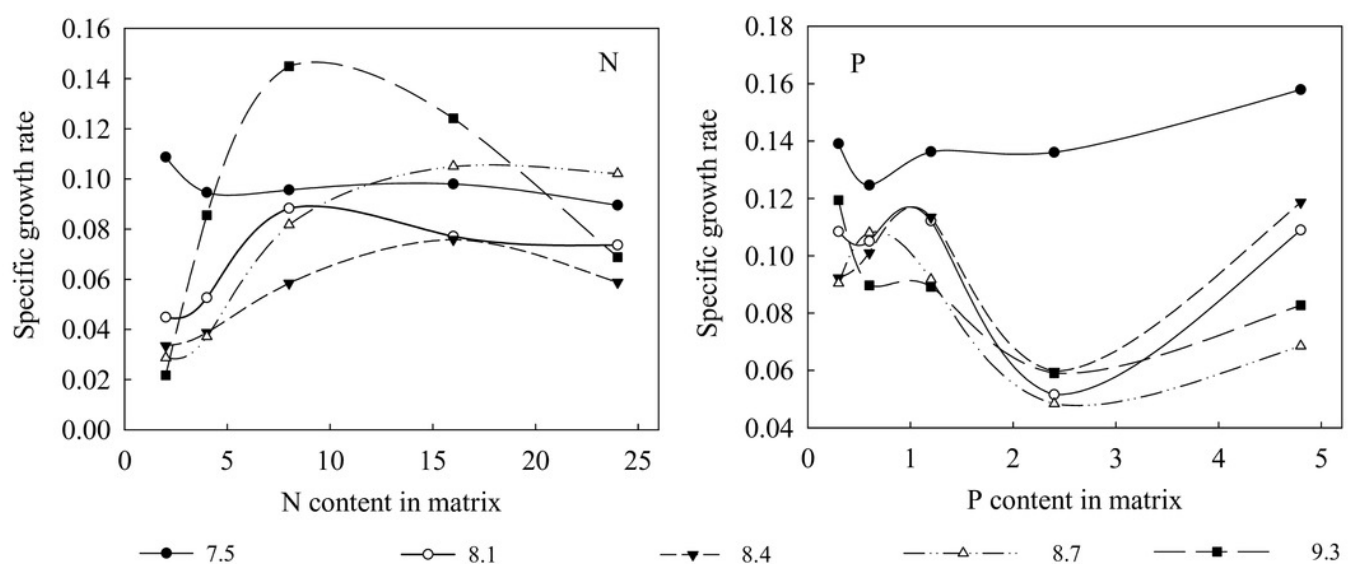 N
Specific growth rate
0.16
0.14
0.12
0.10
0.08
0.06
0.04
0.02
0.00
0 5 10 15 20 25
N content in matrix
P
Specific growth rate
0.18
0.16
0.14
0.12
0.10
0.08
0.06
0.04
0 1 2 3 4 5
P content in matrix
7.5 8.1 8.4 8.7 9.3